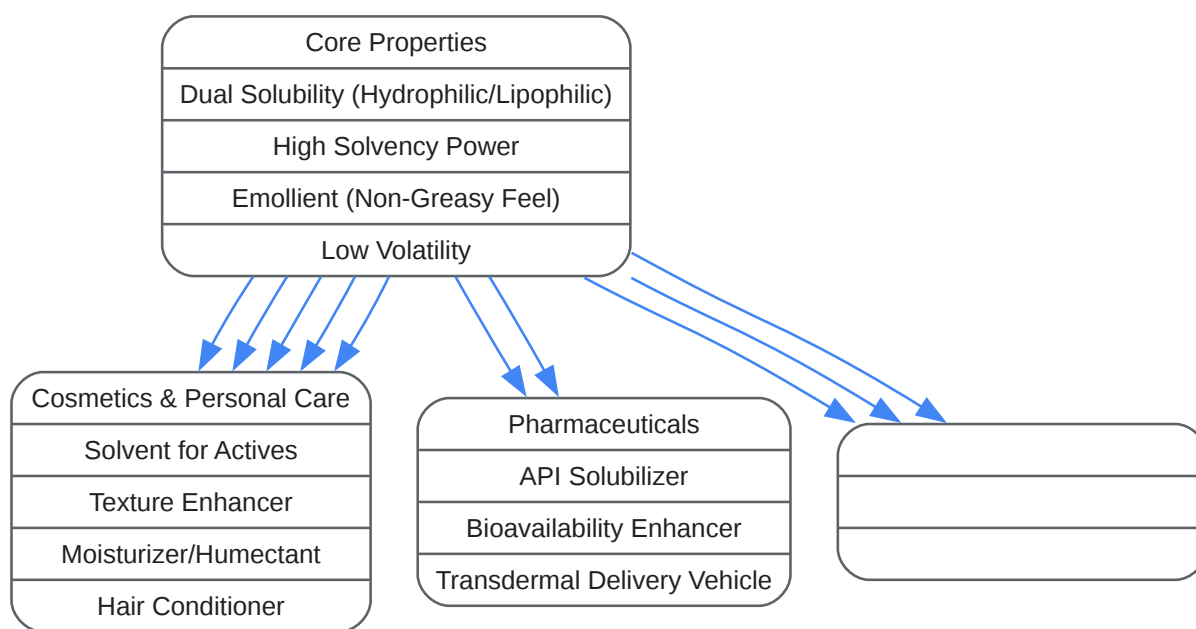 Core Properties
Dual Solubility (Hydrophilic/Lipophilic)
High Solvency Power
Emollient (Non-Greasy Feel)
Low Volatility
Cosmetics & Personal Care
Solvent for Actives
Texture Enhancer
Moisturizer/Humectant
Hair Conditioner
Pharmaceuticals
API Solubilizer
Bioavailability Enhancer
Transdermal Delivery Vehicle